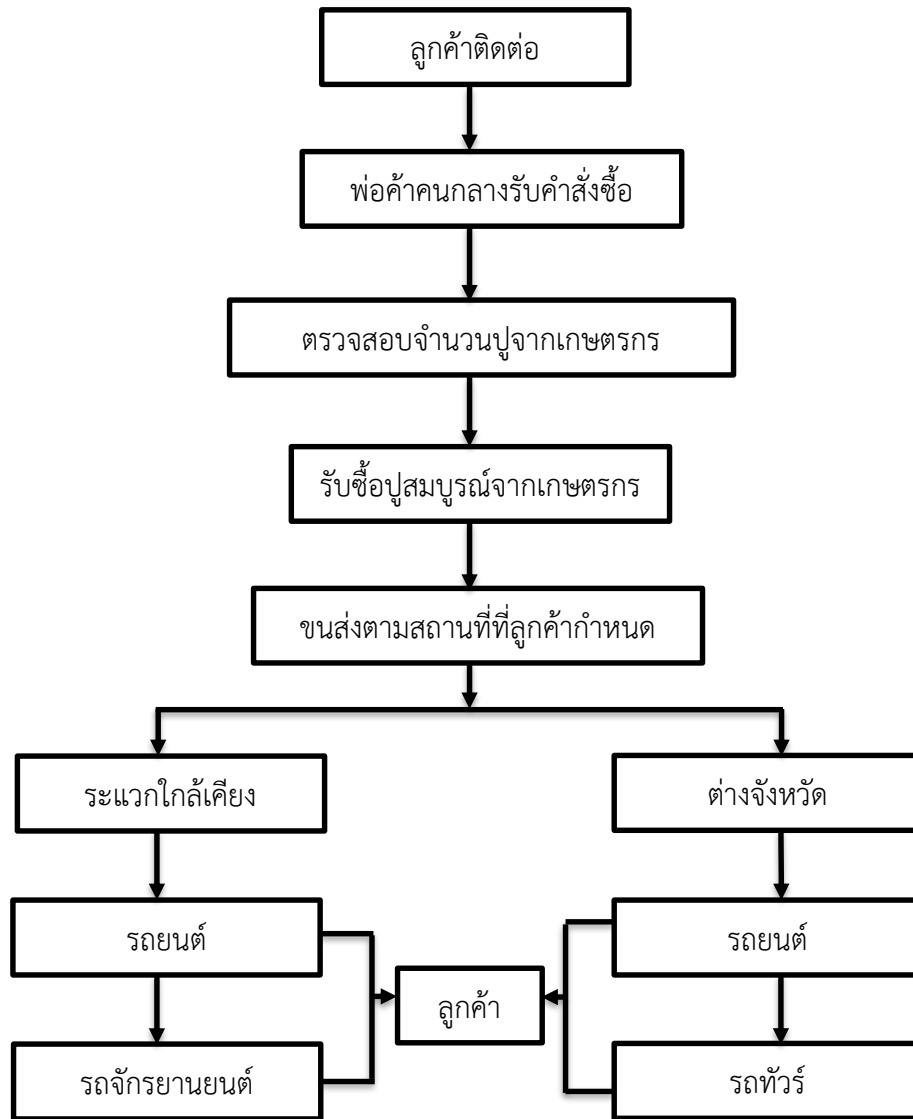 ลูกค้าติดต่อ
พ่อค้าคนกลางรับคำสั่งซื้อ
ตรวจสอบจำนวนปูจากเกษตรกร
รับซื้อปูสมบูรณ์จากเกษตรกร
ขนส่งตามสถานที่ที่ลูกค้ากำหนด
ระแวกใกล้เคียง
ต่างจังหวัด
รถยนต์
รถยนต์
ลูกค้า
รถจักรยานยนต์
รถทัวร์